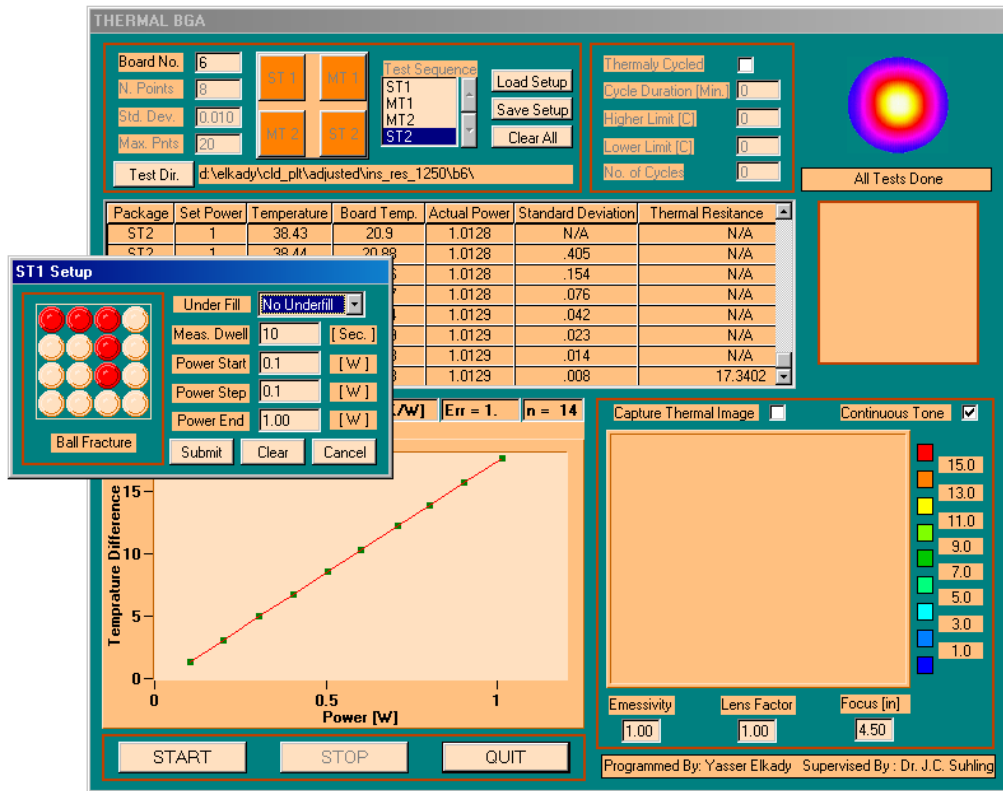 THERMAL BGA
Board No. 6
N. Points 8
Std. Dev. 0.010
Max. Pnts 20
ST 1 MT 1
MT 2 ST 2
Test Sequence
ST1
MT1
MT2
ST2
Load Setup
Save Setup
Clear All
Test Dir. d:\elkady\cld_plt\adjusted\ins_res_1250\b6\
Thermaly Cycled
Cycle Duration [Min.] 0
Higher Limit [C] 0
Lower Limit [C] 0
No. of Cycles 0
All Tests Done
Package Set Power Temperature Board Temp. Actual Power Standard Deviation Thermal Resitance
ST2 1 38.43 20.9 1.0128 N/A N/A
ST2 1 38.44 20.88 1.0128 .405 N/A
1.0128 .154 N/A
1.0128 .076 N/A
1.0129 .042 N/A
1.0129 .023 N/A
1.0129 .014 N/A
1.0129 .008 17.3402
ST1 Setup
Under Fill No Underfill
Meas. Dwell 10 [ Sec. ]
Power Start 0.1 [ W ]
Power Step 0.1 [ W ]
Power End 1.00 [ W ]
Ball Fracture
Submit Clear Cancel
/W] Err = 1. n = 14
Temprature Difference
15
10
5
0
0 0.5 1
Power [W]
Capture Thermal Image Continuous Tone
15.0
13.0
11.0
9.0
7.0
5.0
3.0
1.0
Emessivity Lens Factor Focus [in]
1.00 1.00 4.50
START STOP QUIT
Programmed By: Yasser Elkady Supervised By : Dr. J.C. Suhling